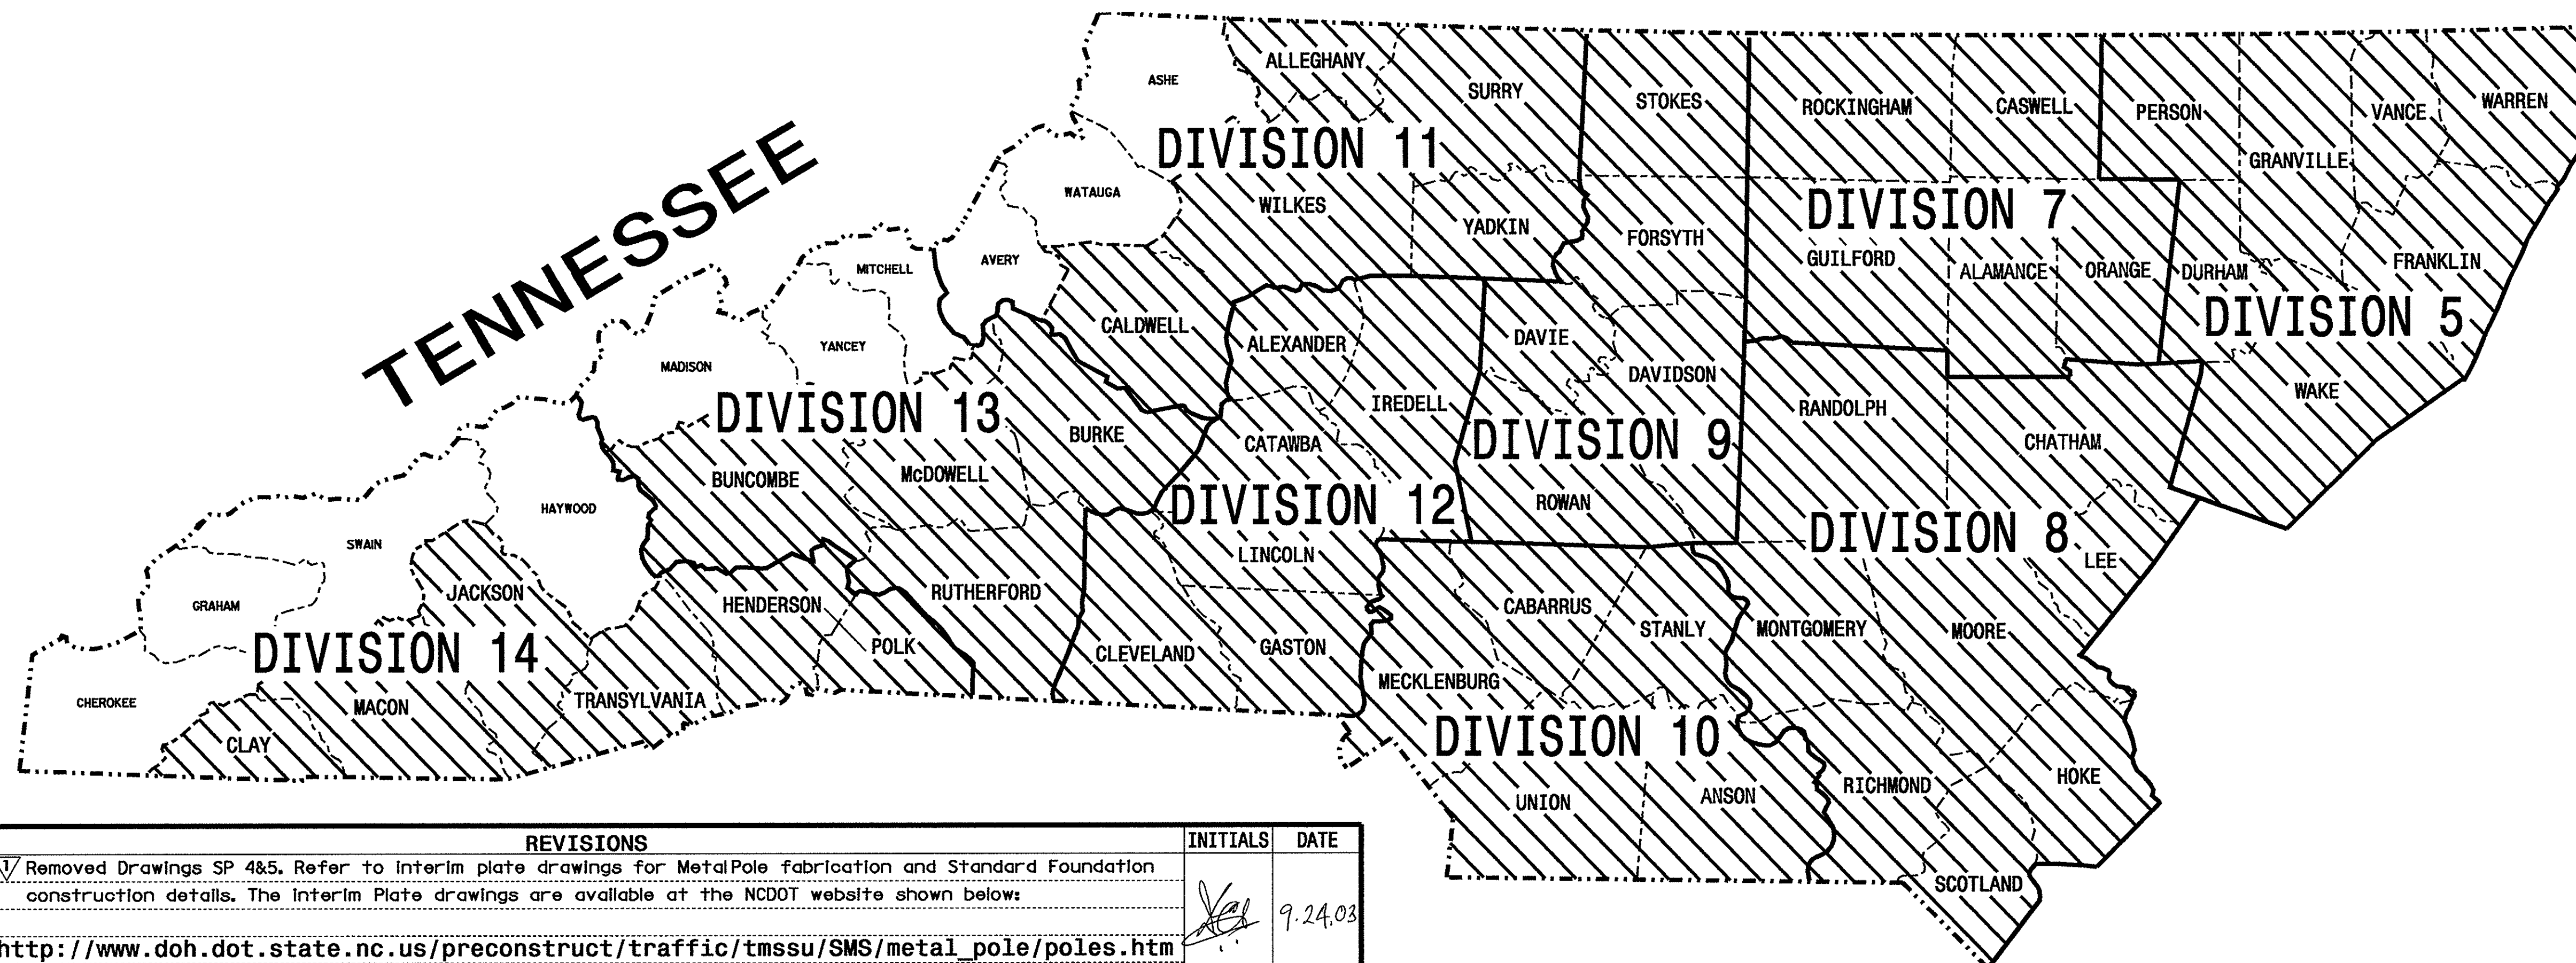 TENNESSEE
ASHE
ALLEGHANY
SURRY
STOKES
ROCKINGHAM
CASWELL
PERSON
VANCE
WARREN
DIVISION 11
GRANVILLE
WATAUGA
WILKES
YADKIN
FORSYTH
DIVISION 7
GUILFORD
ALAMANCE
ORANGE
DURHAM
FRANKLIN
MITCHELL
AVERY
CALDWELL
ALEXANDER
DAVIE
DIVISION 5
YANCEY
MADISON
DAVIDSON
WAKE
DIVISION 13
BURKE
IREDELL
RANDOLPH
CATAWBA
DIVISION 9
CHATHAM
BUNCOMBE
McDOWELL
HAYWOOD
DIVISION 12
ROWAN
DIVISION 8
SWAIN
LINCOLN
LEE
GRAHAM
JACKSON
HENDERSON
RUTHERFORD
CABARRUS
STANLY
MONTGOMERY
MOORE
DIVISION 14
POLK
CLEVELAND
GASTON
MECKLENBURG
CHEROKEE
MACON
TRANSYLVANIA
CLAY
DIVISION 10
UNION
ANSON
RICHMOND
HOKE
SCOTLAND
REVISIONS INITIALS DATE
1 Removed Drawings SP 4&5. Refer to interim plate drawings for Metal Pole fabrication and Standard Foundation
construction details. The Interim Plate drawings are available at the NCDOT website shown below:
9.24.03
http://www.doh.dot.state.nc.us/preconstruct/traffic/tmssu/SMS/metal_pole/poles.htm